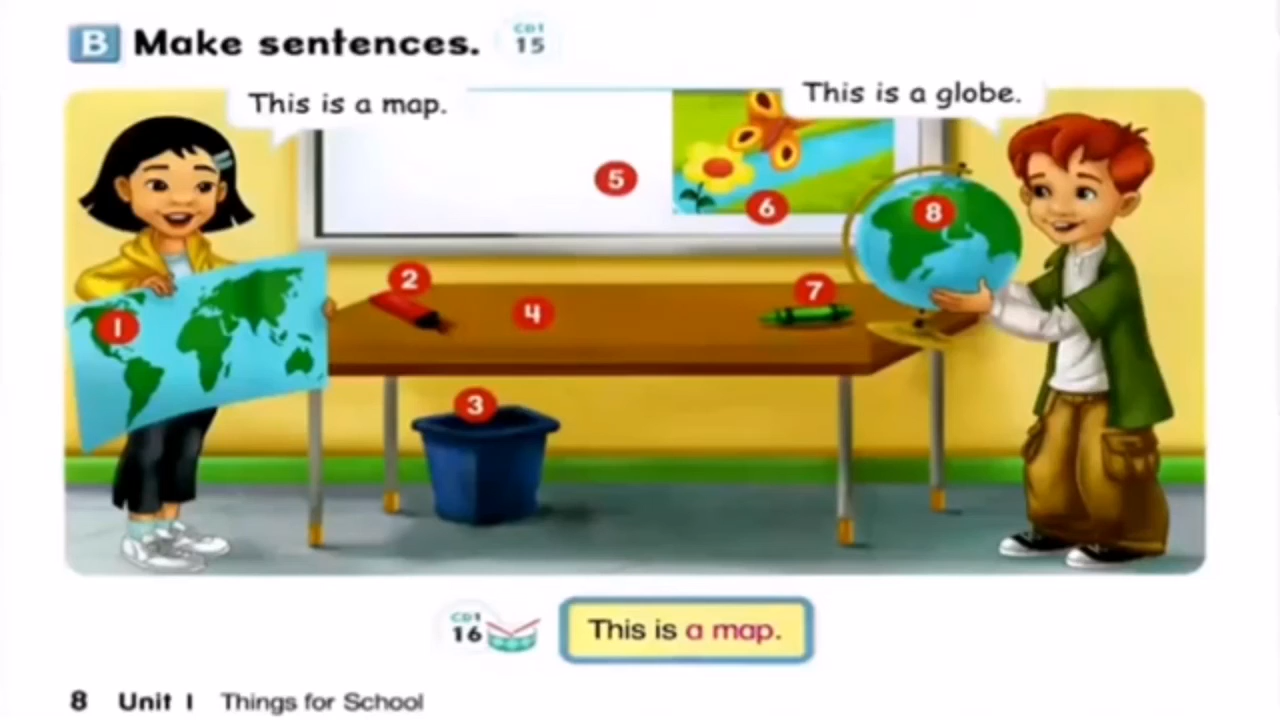 B Make sentences. CD1 15
This is a map.
This is a globe.
5
6
8
2
7
1
4
3
CD1 16 This is a map.
8 Unit 1 Things for School